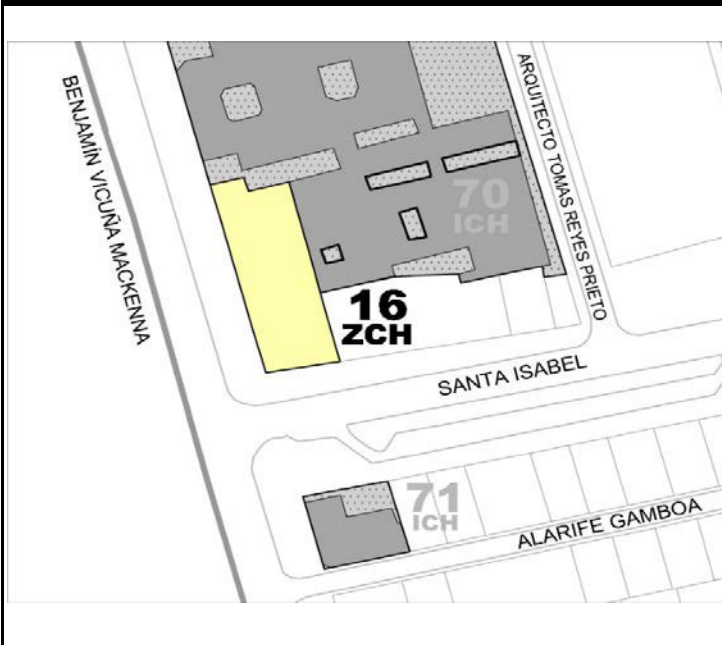 BENJAMÍN VICUÑA MACKENNA
ARQUITECTO TOMAS REYES PRIETO
70
ICH
16
ZCH
SANTA ISABEL
71
ICH
ALARIFE GAMBOA